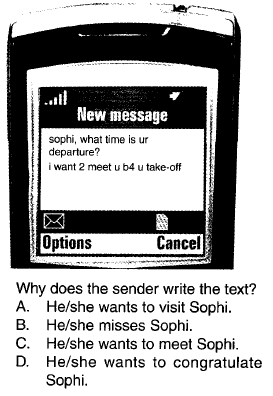 New message
sophi, what time is ur
departure?
i want 2 meet u b4 u take-off
Options Cancel
Why does the sender write the text?
A. He/she wants to visit Sophi.
B. He/she misses Sophi.
C. He/she wants to meet Sophi.
D. He/she wants to congratulate
Sophi.